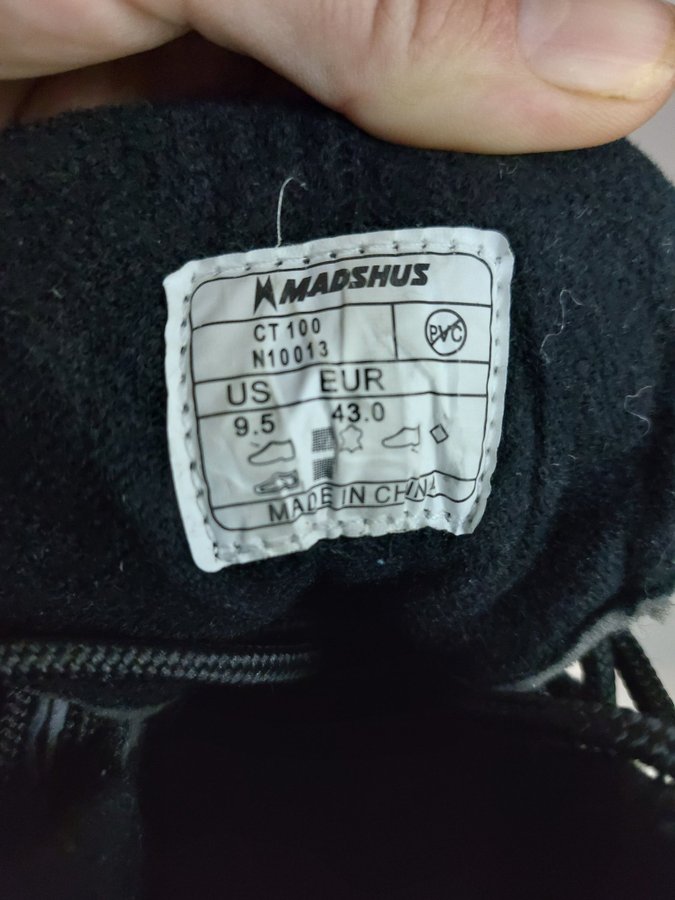 MADSHUS
CT 100
N10013
PVC
US EUR
9.5 43.0
MADE IN CHINA